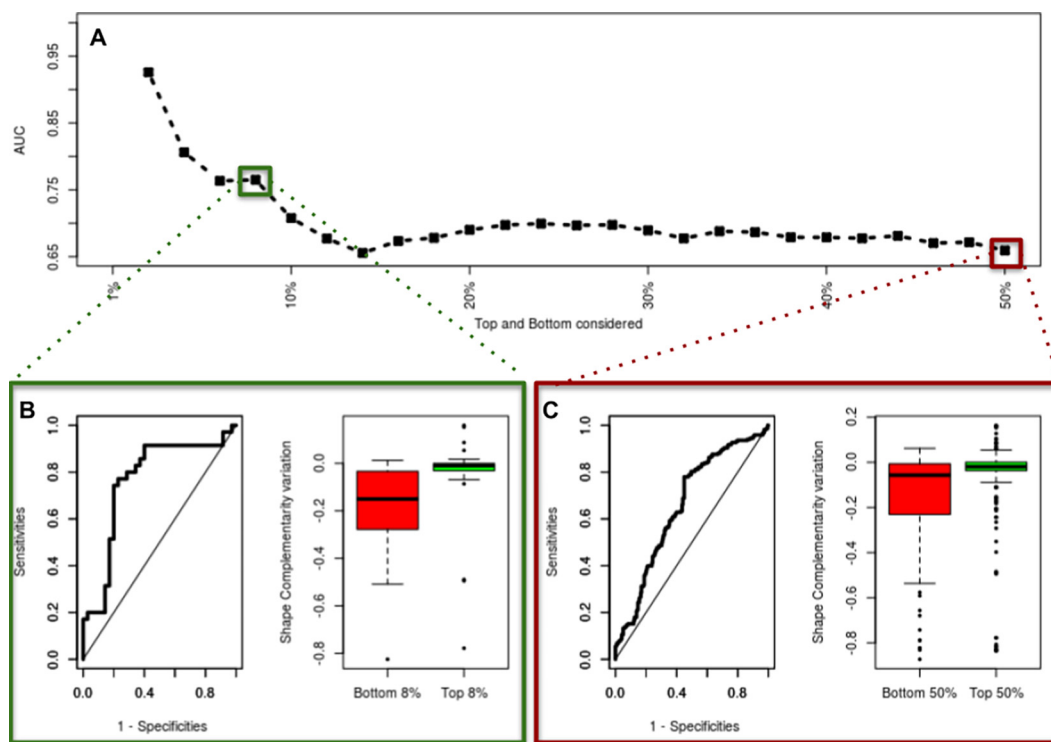 A
0.95
0.85
0.75
0.65
AUC
1%
10%
20%
30%
40%
50%
Top and Bottom considered
B
1.0
0.8
0.6
0.4
0.2
0.0
Sensitivities
0.0
0.4
0.8
1 - Specificities
0.0
-0.2
-0.4
-0.6
-0.8
Shape Complementarity variation
Bottom 8%
Top 8%
C
1.0
0.8
0.6
0.4
0.2
0.0
Sensitivities
0.0
0.4
0.8
1 - Specificities
0.2
0.0
-0.2
-0.4
-0.6
-0.8
Shape Complementarity variation
Bottom 50%
Top 50%